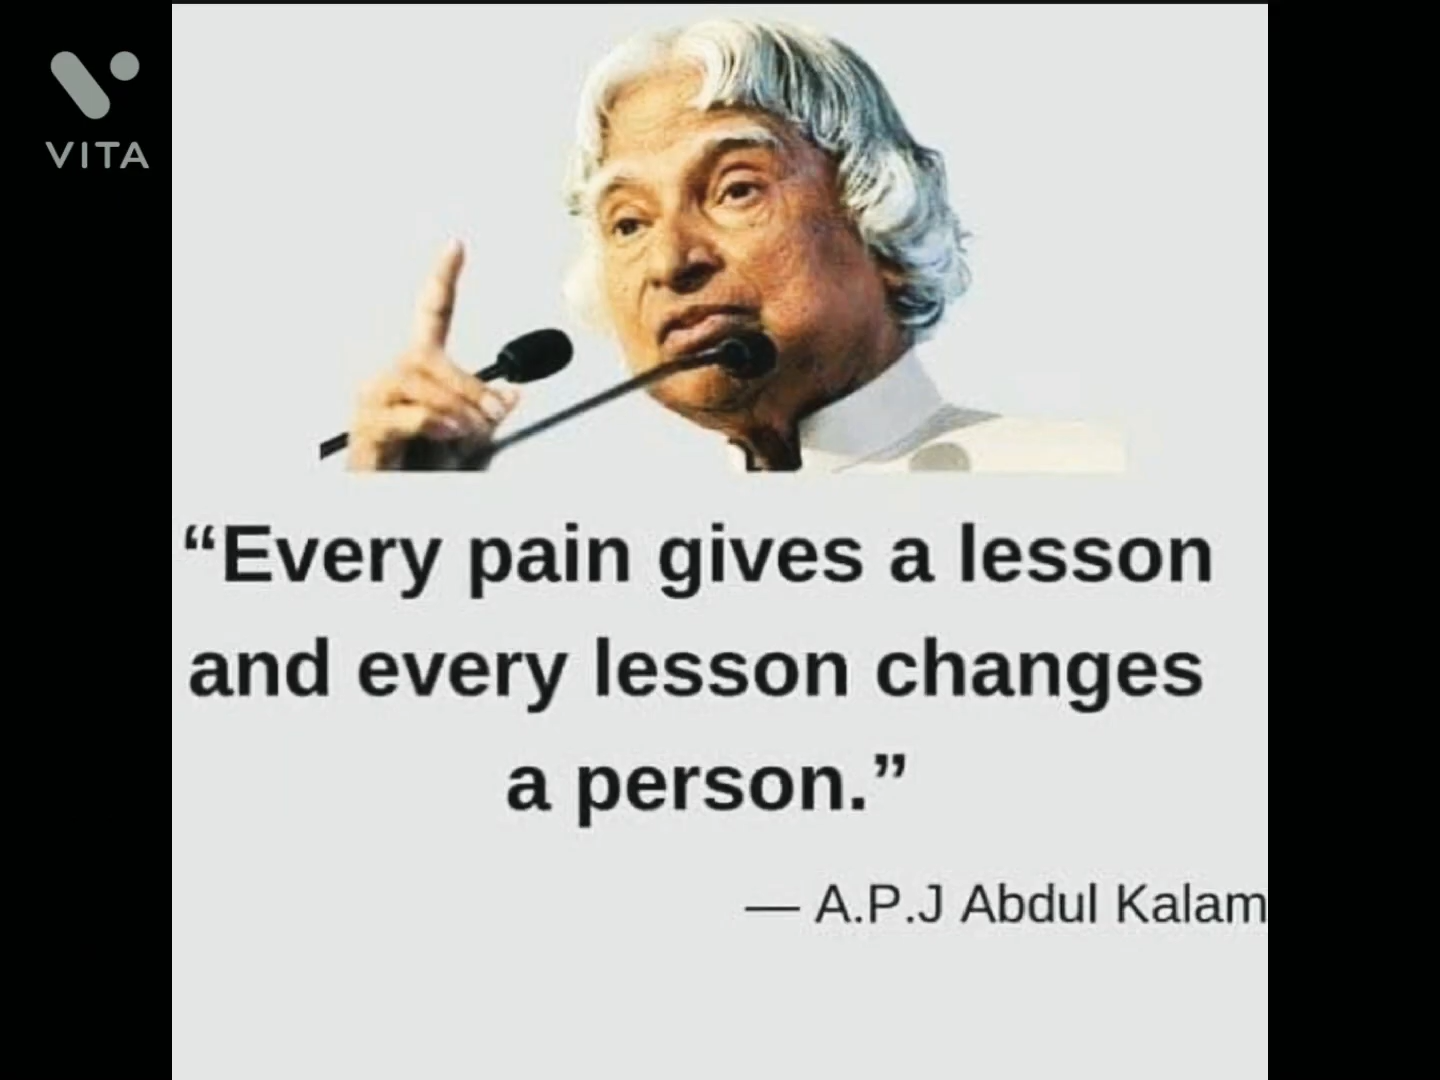 VITA
“Every pain gives a lesson
and every lesson changes
a person.”
— A.P.J Abdul Kalam